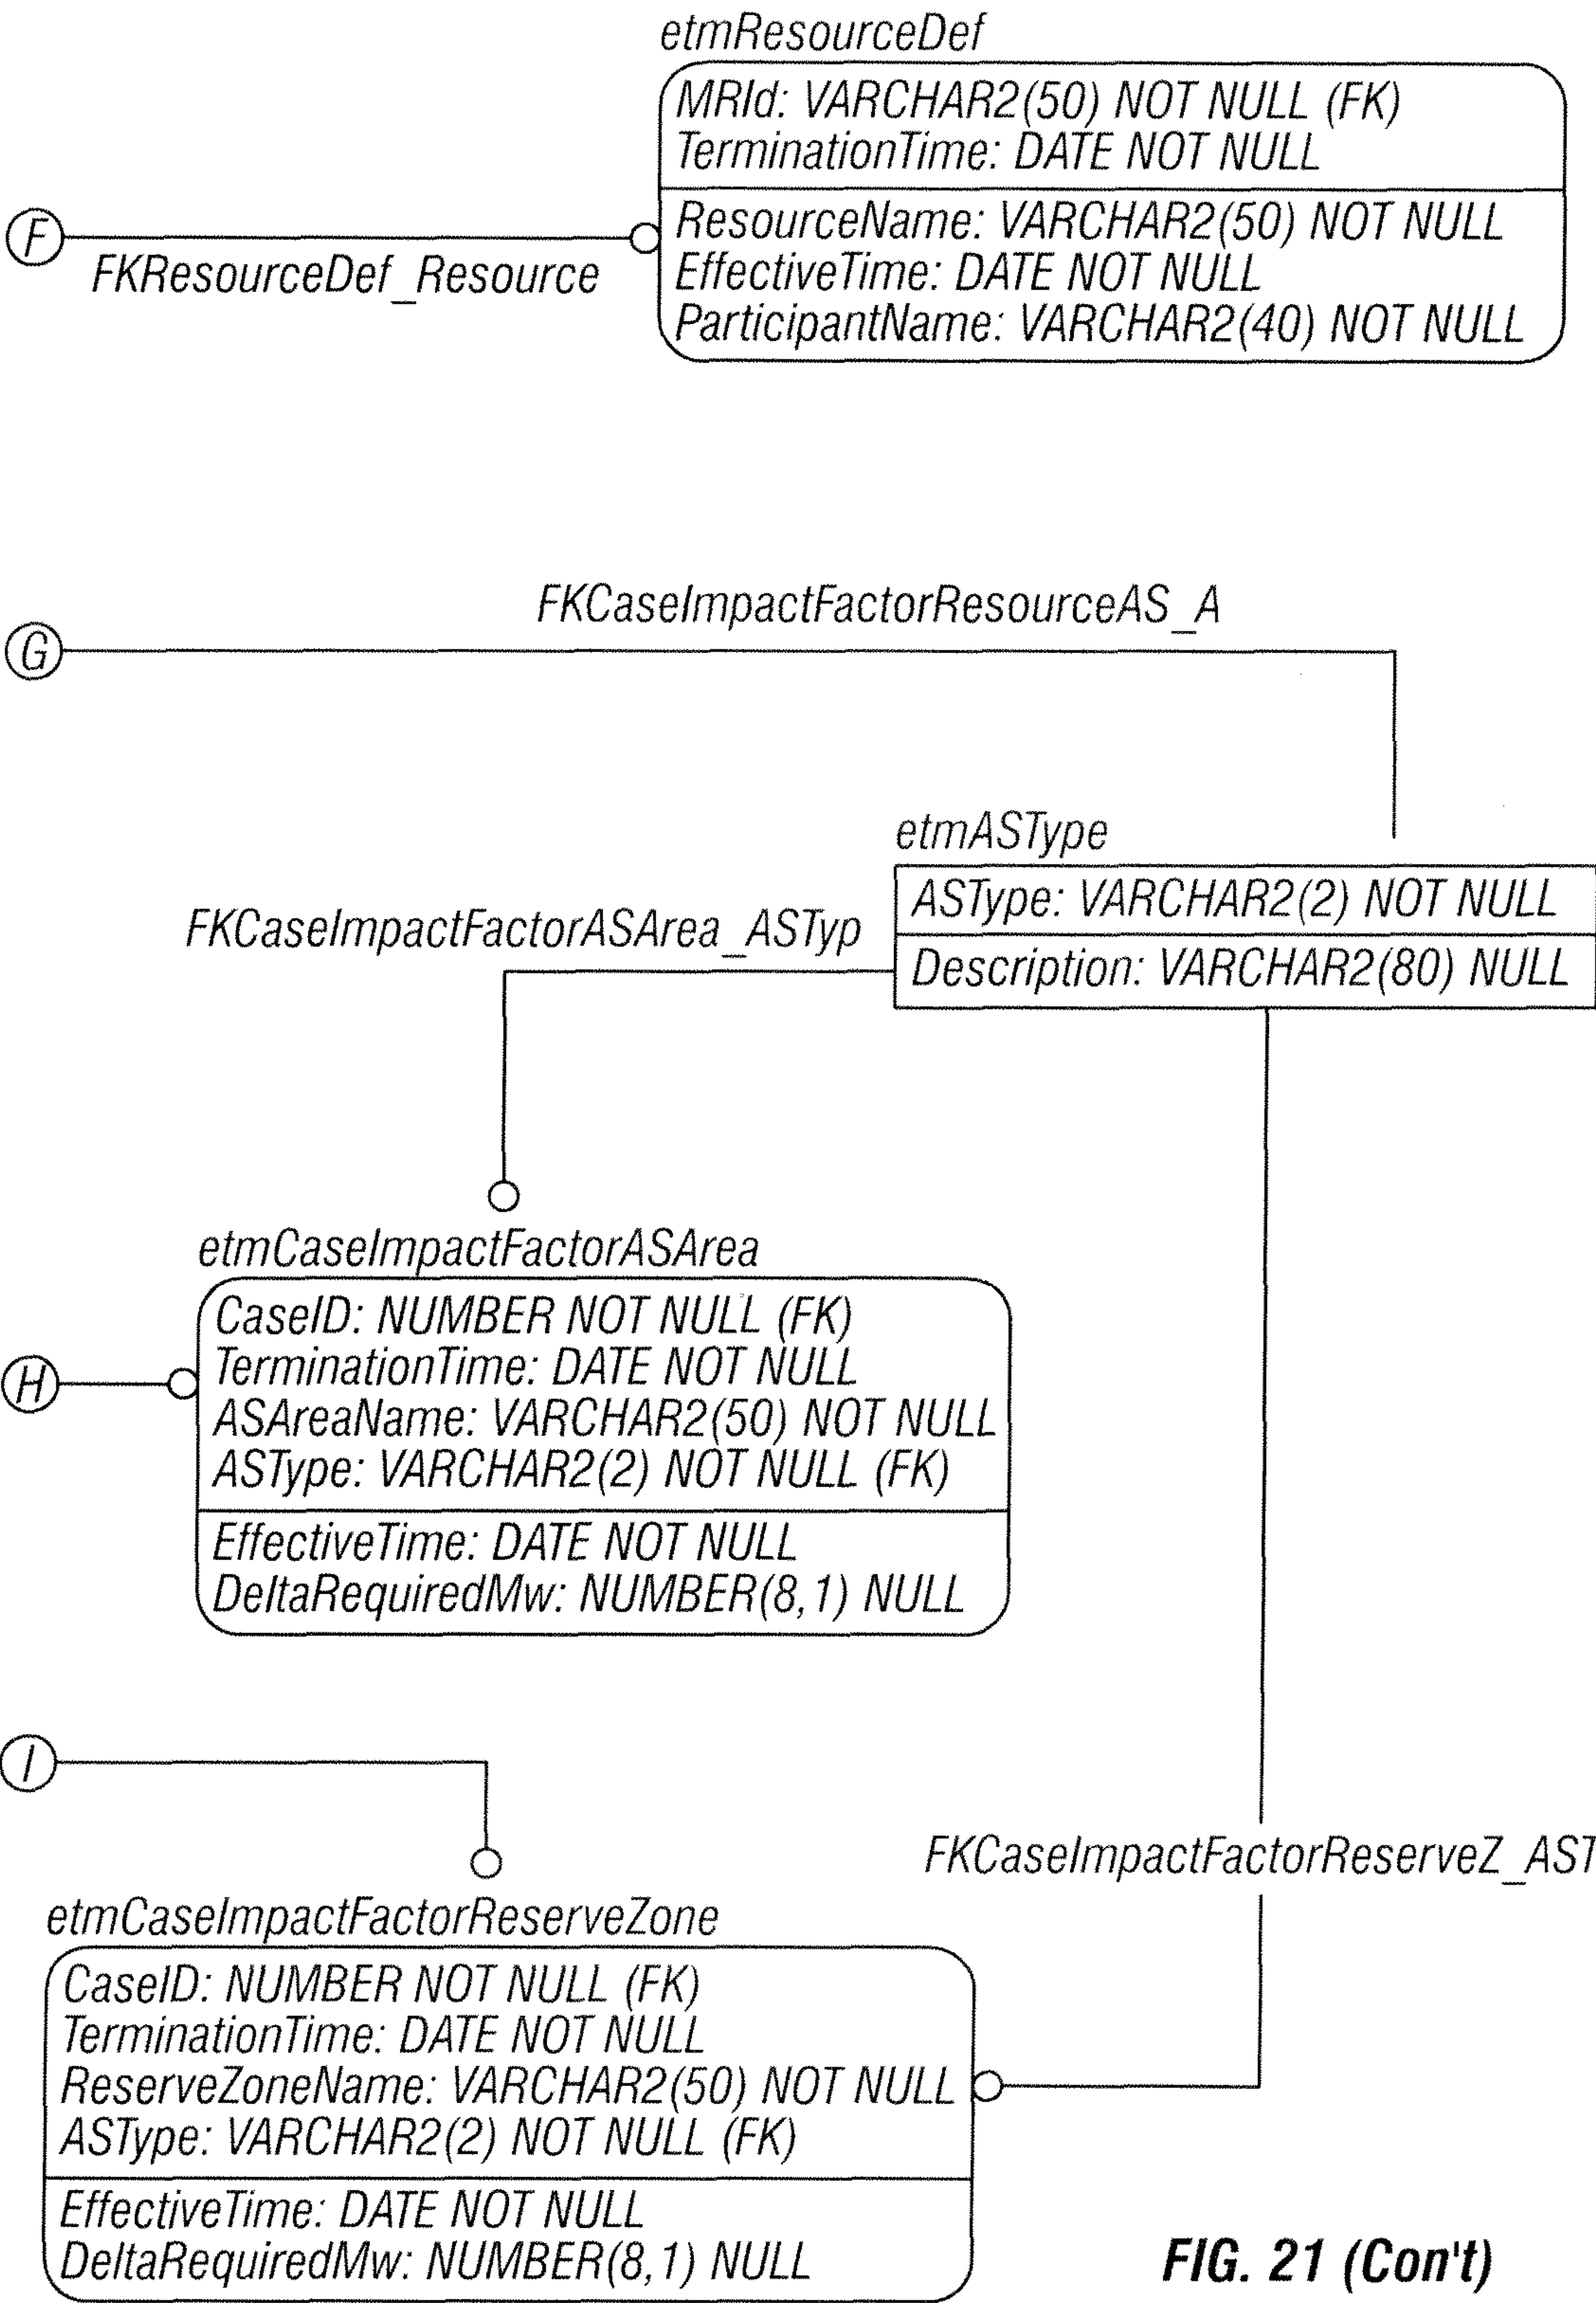 etmResourceDef
MRId: VARCHAR2(50) NOT NULL (FK)
TerminationTime: DATE NOT NULL
ResourceName: VARCHAR2(50) NOT NULL
EffectiveTime: DATE NOT NULL
ParticipantName: VARCHAR2(40) NOT NULL
F
FKResourceDef_Resource
FKCaseImpactFactorResourceAS_A
G
etmASType
ASType: VARCHAR2(2) NOT NULL
Description: VARCHAR2(80) NULL
FKCaseImpactFactorASArea_ASTyp
etmCaseImpactFactorASArea
CaseID: NUMBER NOT NULL (FK)
TerminationTime: DATE NOT NULL
ASAreaName: VARCHAR2(50) NOT NULL
ASType: VARCHAR2(2) NOT NULL (FK)
EffectiveTime: DATE NOT NULL
DeltaRequiredMw: NUMBER(8,1) NULL
H
I
FKCaseImpactFactorReserveZ_AST
etmCaseImpactFactorReserveZone
CaseID: NUMBER NOT NULL (FK)
TerminationTime: DATE NOT NULL
ReserveZoneName: VARCHAR2(50) NOT NULL
ASType: VARCHAR2(2) NOT NULL (FK)
EffectiveTime: DATE NOT NULL
DeltaRequiredMw: NUMBER(8,1) NULL
FIG. 21 (Con't)